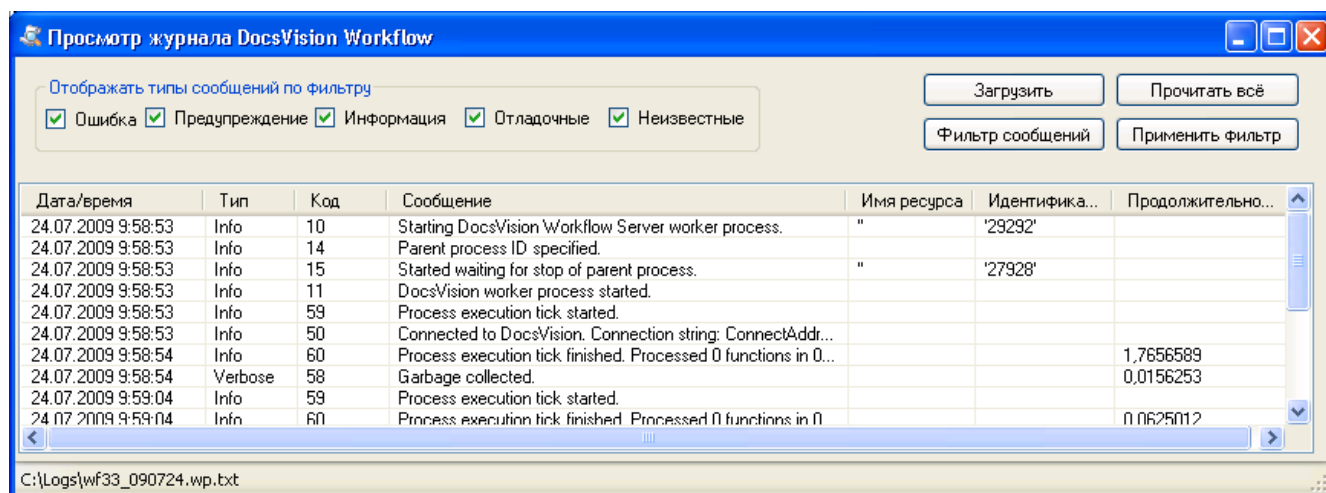 Просмотр журнала DocsVision Workflow
Отображать типы сообщений по фильтру
Ошибка Предупреждение Информация Отладочные Неизвестные
Загрузить Прочитать всё
Фильтр сообщений Применить фильтр
Дата/время Тип Код Сообщение Имя ресурса Идентифика... Продолжительно...
24.07.2009 9:58:53 Info 10 Starting DocsVision Workflow Server worker process. '' '29292'
24.07.2009 9:58:53 Info 14 Parent process ID specified.
24.07.2009 9:58:53 Info 15 Started waiting for stop of parent process. '' '27928'
24.07.2009 9:58:53 Info 11 DocsVision worker process started.
24.07.2009 9:58:53 Info 59 Process execution tick started.
24.07.2009 9:58:53 Info 50 Connected to DocsVision. Connection string: ConnectAddr...
24.07.2009 9:58:54 Info 60 Process execution tick finished. Processed 0 functions in 0... 1,7656589
24.07.2009 9:58:54 Verbose 58 Garbage collected. 0,0156253
24.07.2009 9:59:04 Info 59 Process execution tick started.
24.07.2009 9:59:04 Info 60 Process execution tick finished. Processed 0 functions in 0... 0,0625012
C:\Logs\wf33_090724.wp.txt